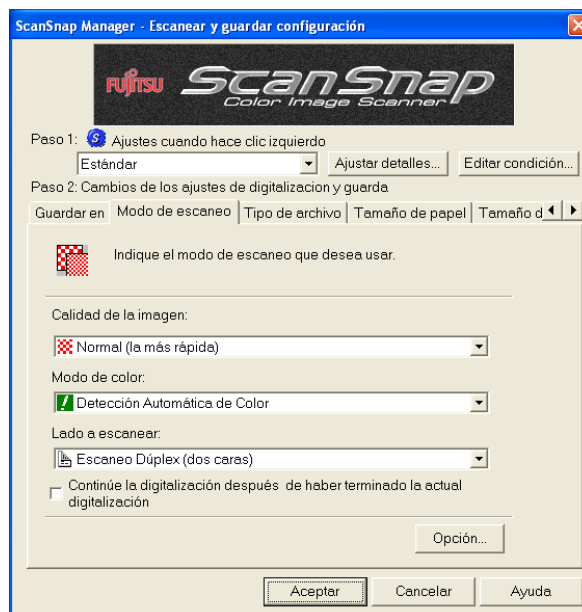 ScanSnap Manager - Escanear y guardar configuración
FUJITSU ScanSnap
Color Image Scanner
Paso 1: S Ajustes cuando hace clic izquierdo
Estándar Ajustar detalles... Editar condición...
Paso 2: Cambios de los ajustes de digitalizacion y guarda
Guardar en Modo de escaneo Tipo de archivo Tamaño de papel Tamaño d
Indique el modo de escaneo que desea usar.
Calidad de la imagen:
Normal (la más rápida)
Modo de color:
Detección Automática de Color
Lado a escanear:
Escaneo Dúplex (dos caras)
Continúe la digitalización después de haber terminado la actual
digitalización
Opción...
Aceptar Cancelar Ayuda